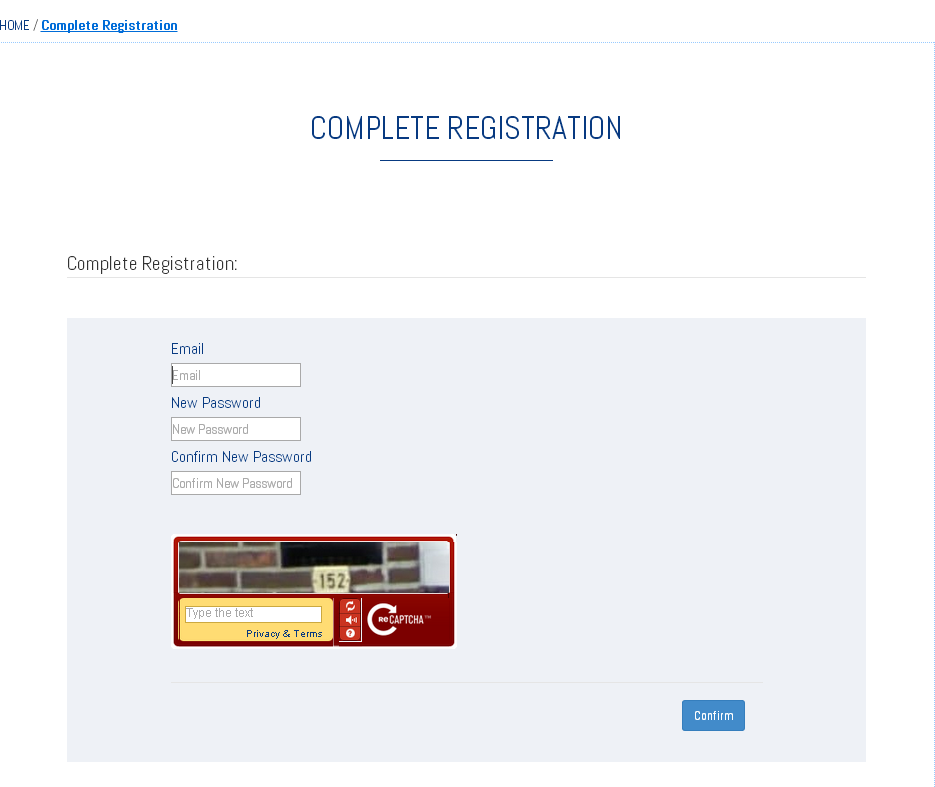 HOME / Complete Registration
COMPLETE REGISTRATION
Complete Registration:
Email
Email
New Password
New Password
Confirm New Password
Confirm New Password
152
Type the text
Privacy & Terms
reCAPTCHA™
Confirm